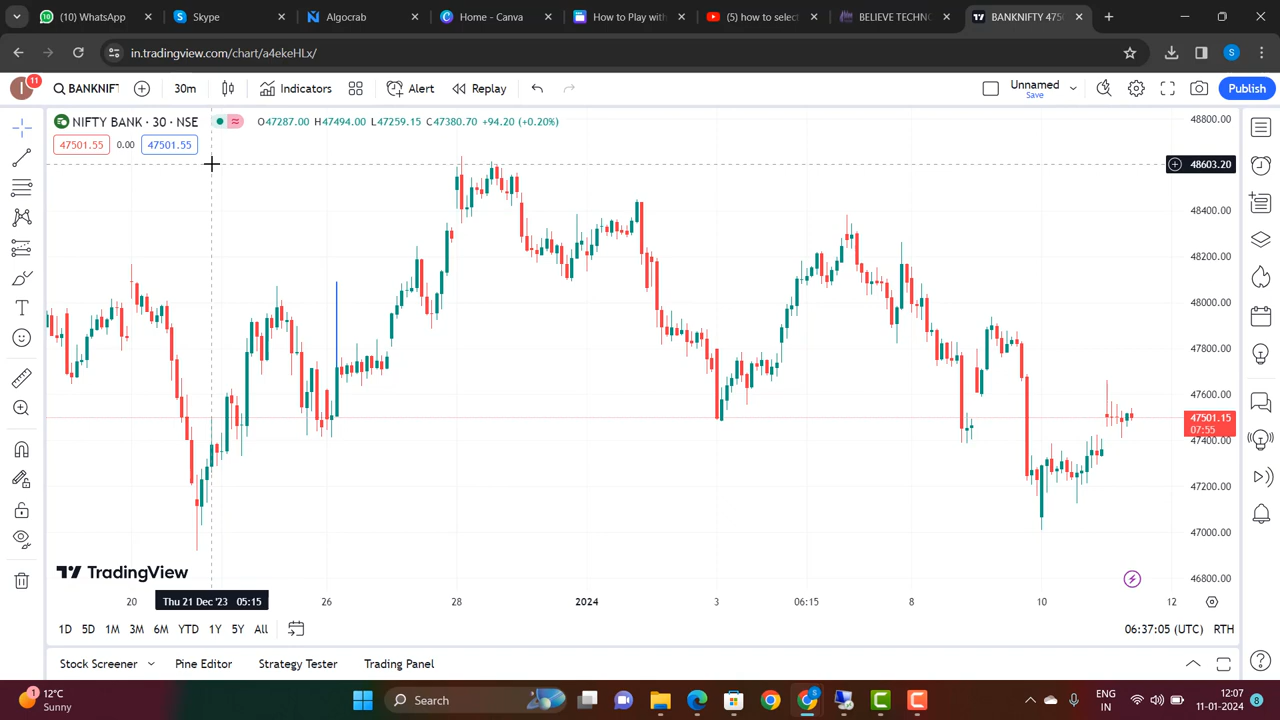 10 (10) WhatsApp
Skype
Algocrab
Home - Canva
How to Play with
(5) how to select
BELIEVE TECHN
BANKNIFTY 475
in.tradingview.com/chart/a4ekeHLx/
S
I 11
BANKNIFT
30m
Indicators
Alert
Replay
Unnamed
Save
Publish
NIFTY BANK · 30 · NSE
O47287.00 H47494.00 L47259.15 C47380.70 +94.20 (+0.20%)
47501.55 0.00 47501.55
48800.00
48603.20
48400.00
48200.00
48000.00
47800.00
47600.00
47501.15
07:55
47400.00
47200.00
47000.00
46800.00
TradingView
20
Thu 21 Dec '23 05:15
26
28
2024
3
06:15
8
10
12
1D 5D 1M 3M 6M YTD 1Y 5Y All
06:37:05 (UTC) RTH
Stock Screener
Pine Editor
Strategy Tester
Trading Panel
1
12°C
Sunny
Search
S
ENG
IN
12:07
11-01-2024
8